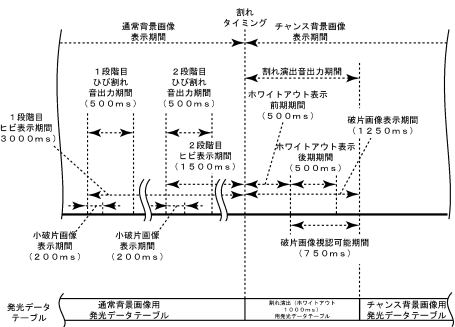 割れ
タイミング
通常背景画像
表示期間
チャンス背景画像
表示期間
1段階目
ひび割れ
音出力期間
(500ms)
2段階目
ひび割れ
音出力期間
(500ms)
割れ演出音出力期間
ホワイトアウト表示
前期期間
(500ms)
1段階目
ヒビ表示期間
3000ms)
破片画像表示期間
(1250ms)
2段階目
ヒビ表示期間
(1500ms)
ホワイトアウト表示
後期期間
(500ms)
小破片画像
表示期間
(200ms)
小破片画像
表示期間
(200ms)
破片画像視認可能期間
(750ms)
発光データ
テーブル
通常背景画像用
発光データテーブル
割れ演出(ホワイトアウト
1000ms)
用発光データテーブル
チャンス背景画像用
発光データテーブル